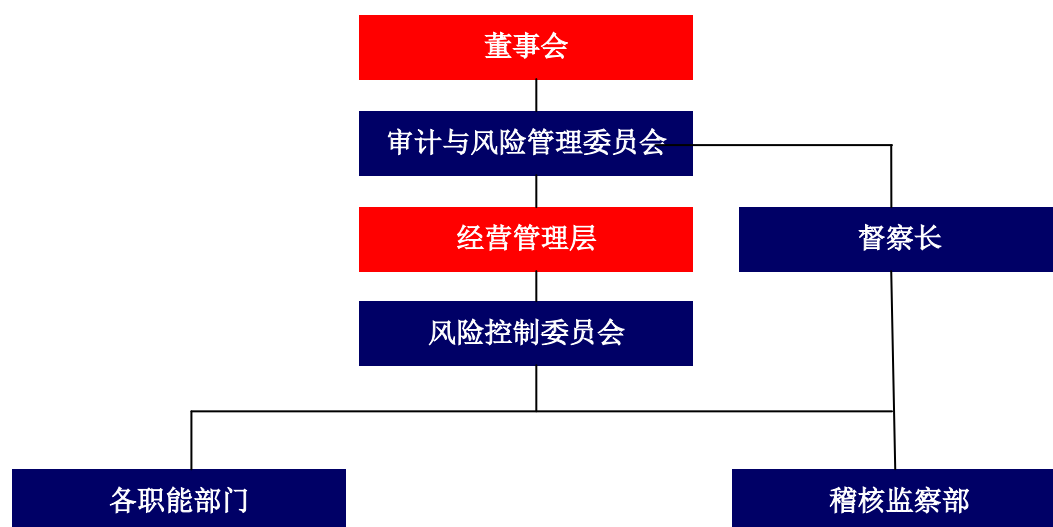 董事会
审计与风险管理委员会
经营管理层
督察长
风险控制委员会
各职能部门
稽核监察部